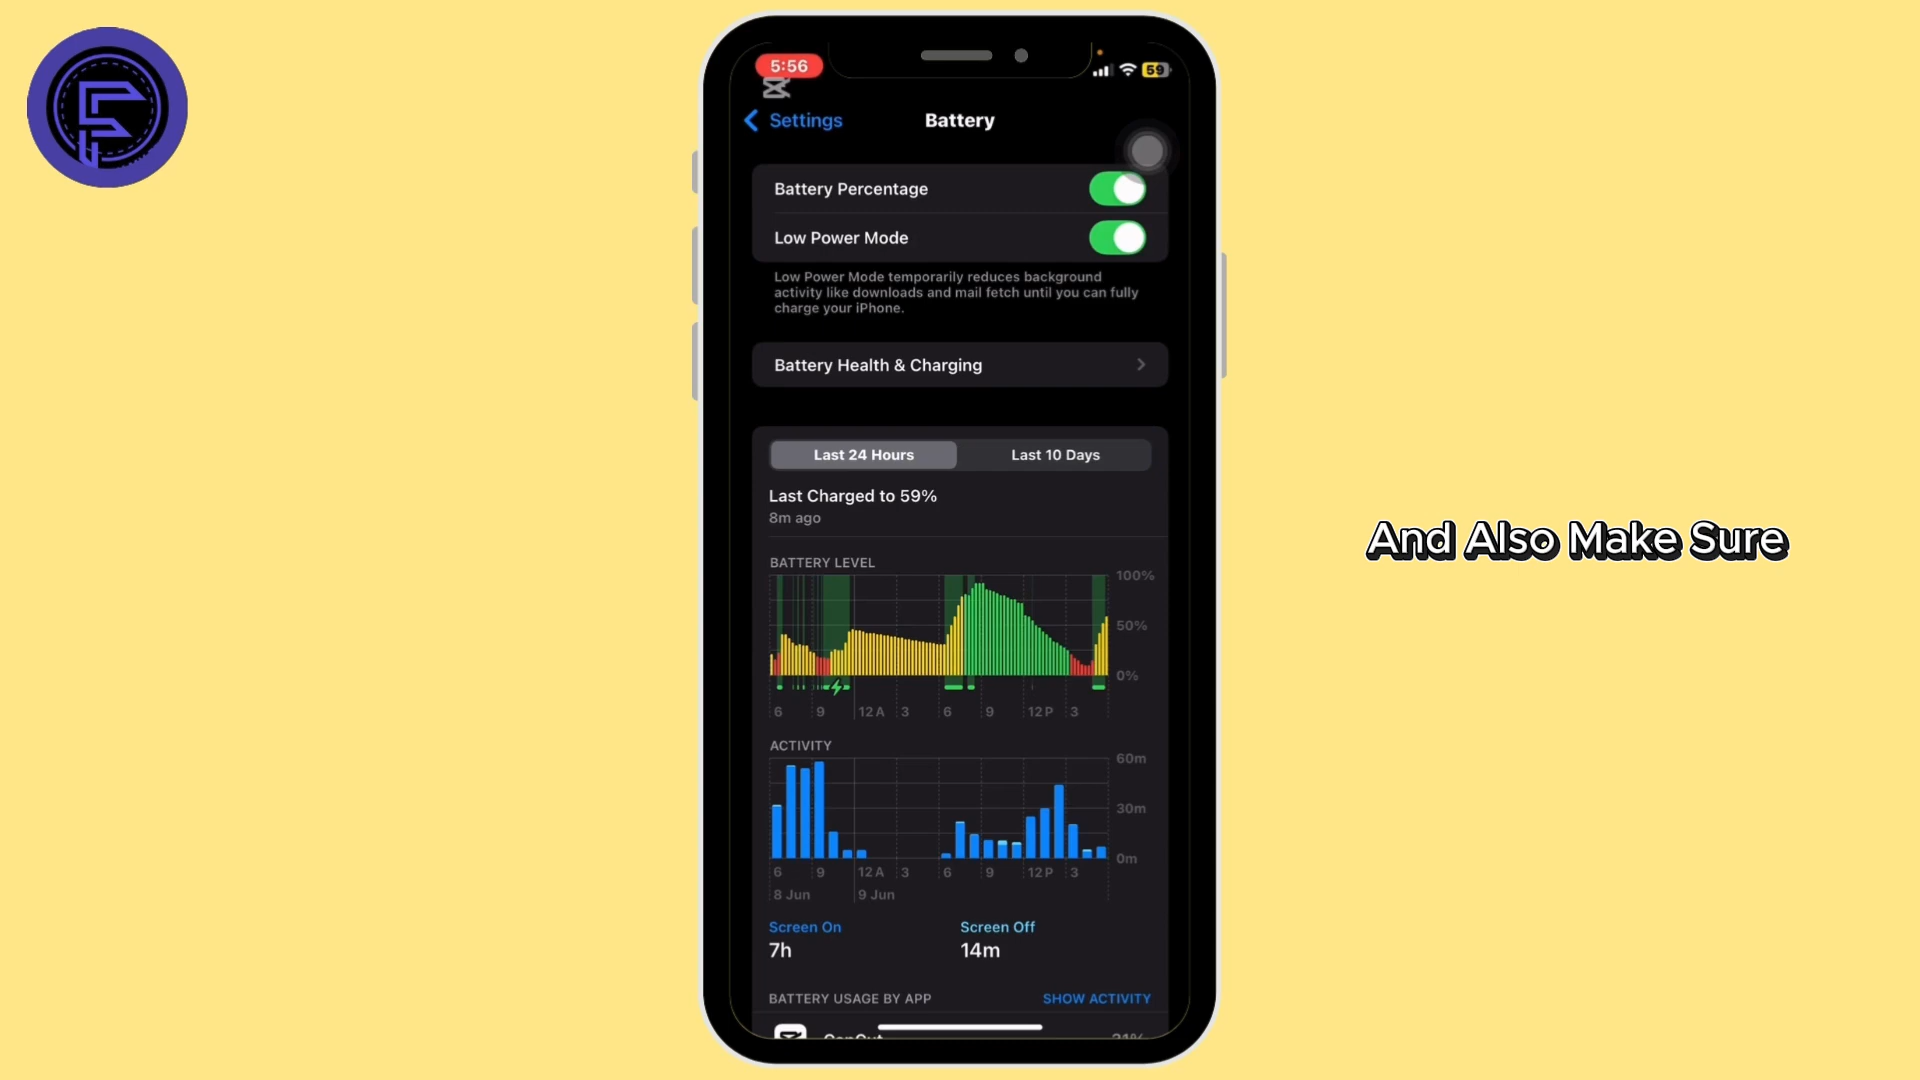 5:56
59
Settings
Battery
Battery Percentage
Low Power Mode
Low Power Mode temporarily reduces background
activity like downloads and mail fetch until you can fully
charge your iPhone.
Battery Health & Charging
Last 24 Hours
Last 10 Days
Last Charged to 59%
8m ago
And Also Make Sure
BATTERY LEVEL
100%
50%
0%
6 9 12 A 3 6 9 12 P 3
ACTIVITY
60m
30m
0m
6 9 12 A 3 6 9 12 P 3
8 Jun 9 Jun
Screen On
7h
Screen Off
14m
BATTERY USAGE BY APP
SHOW ACTIVITY